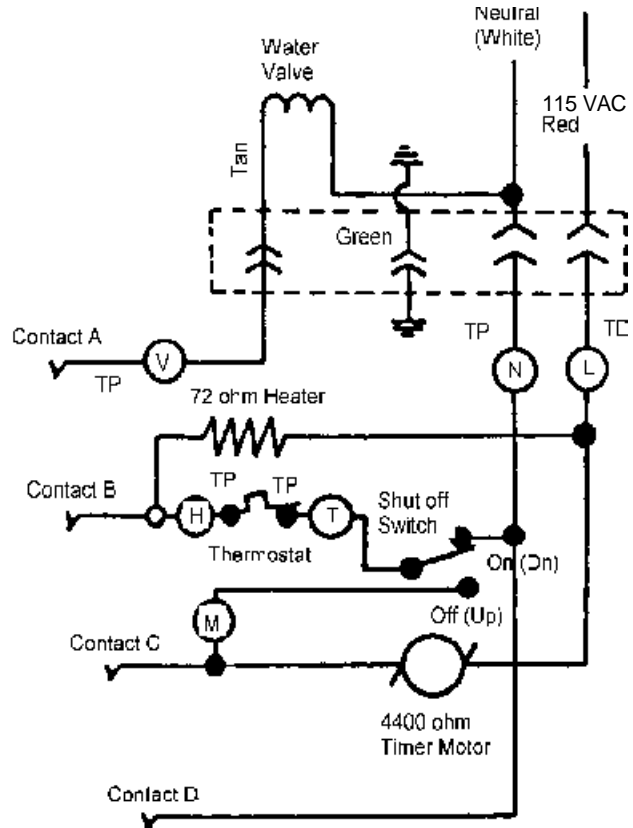 Neutral
(White)
Water
Valve
115 VAC
Red
Tan
Green
Contact A
TP
V
TP
TD
N
L
72 ohm Heater
Contact B
TP
TP
H
T
Thermostat
Shut off
Switch
On (Dn)
Off (Up)
M
Contact C
4400 ohm
Timer Motor
Contact D